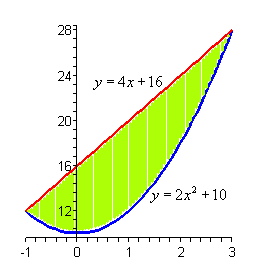 28
24
y = 4x + 16
20
16
y = 2x² + 10
12
-1 0 1 2 3